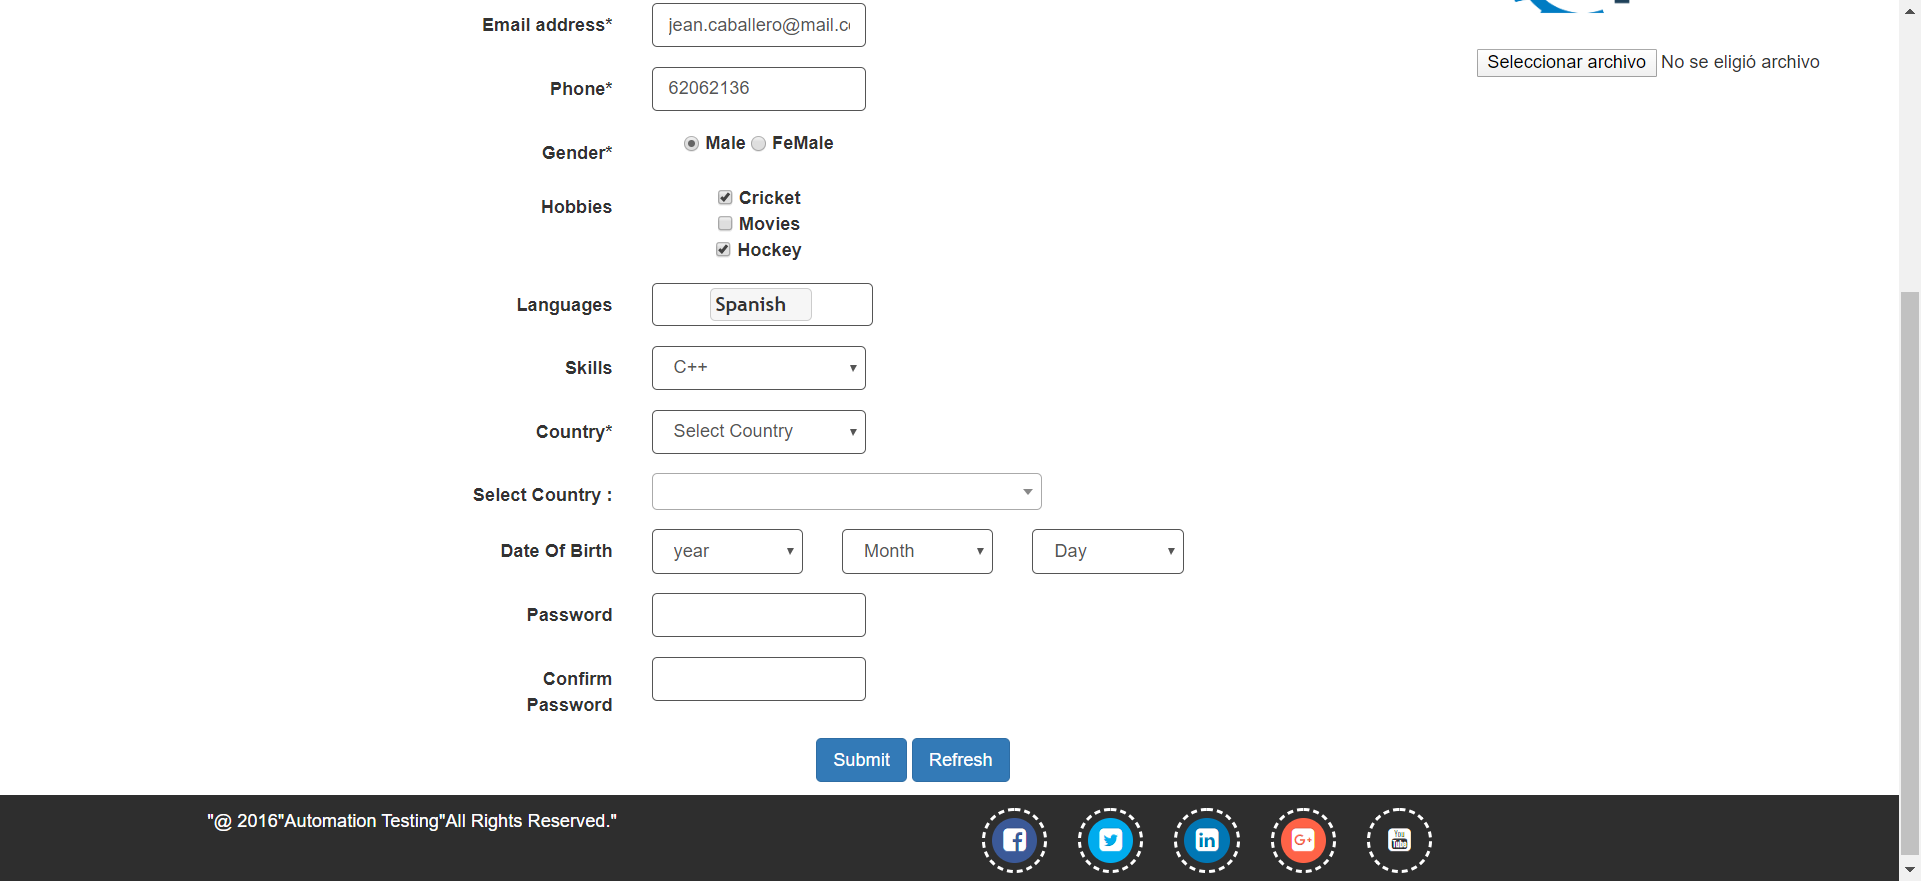 Email address* jean.caballero@mail.c
Seleccionar archivo No se eligió archivo
Phone* 62062136
Gender* Male FeMale
Hobbies Cricket
Movies
Hockey
Languages Spanish
Skills C++
Country* Select Country
Select Country :
Date Of Birth year Month Day
Password
Confirm
Password
Submit Refresh
"@ 2016"Automation Testing"All Rights Reserved."
You
Tube